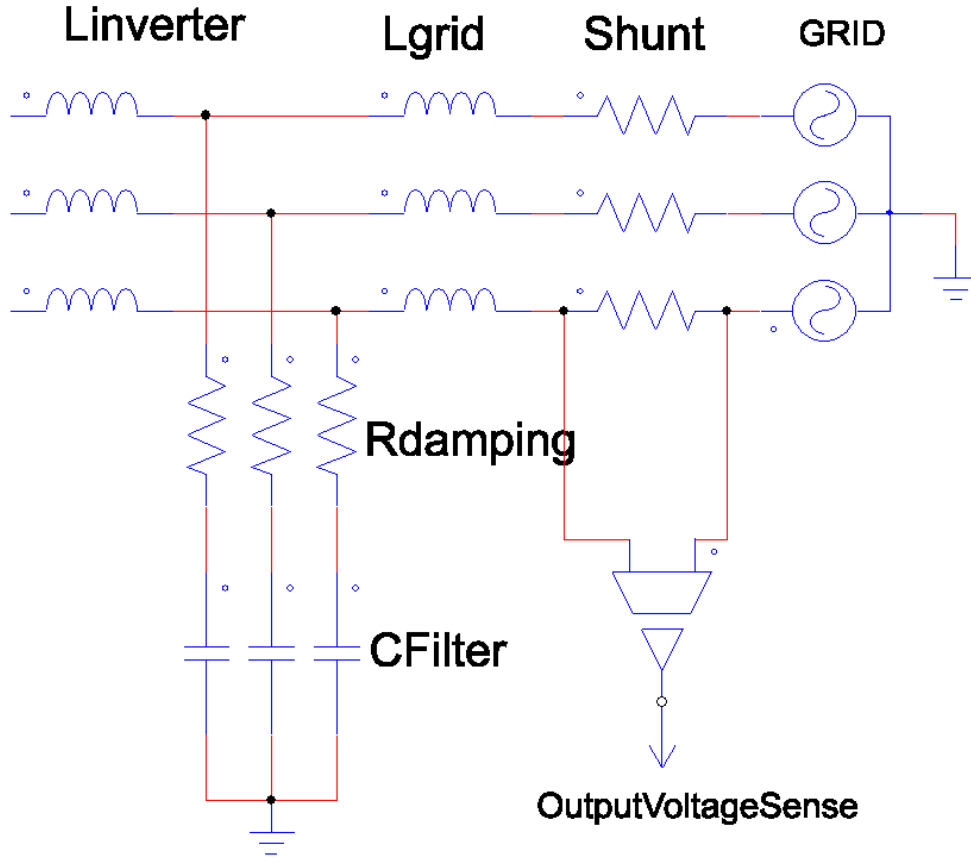 Linverter
Lgrid
Shunt
GRID
Rdamping
CFilter
OutputVoltageSense